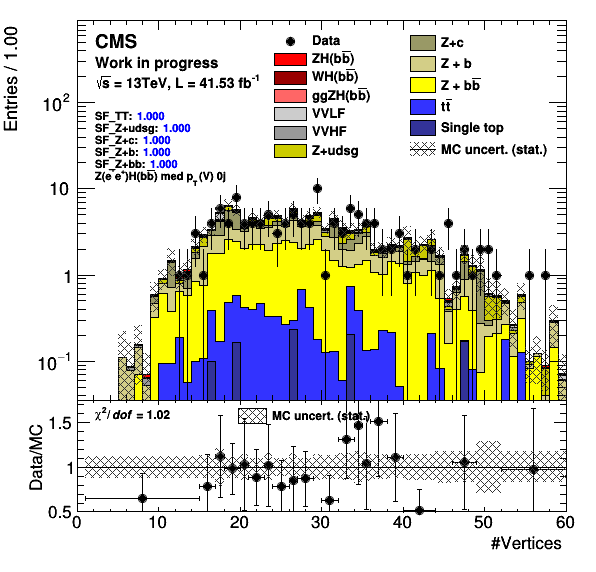 CMS
Work in progress
√s = 13TeV, L = 41.53 fb⁻¹
SF_TT: 1.000
SF_Z+udsg: 1.000
SF_Z+c: 1.000
SF_Z+b: 1.000
SF_Z+bb: 1.000
Z(e⁻e⁺)H(bb̅) med p_T(V) 0j
Data
ZH(bb̅)
WH(bb̅)
ggZH(bb̅)
VVLF
VVHF
Z+udsg
Z+c
Z + b
Z + bb̅
tt̅
Single top
MC uncert. (stat.)
Entries / 1.00
10²
10
1
10⁻¹
χ²/dof = 1.02
MC uncert. (stat.)
Data/MC
1.5
1
0.5
0 10 20 30 40 50 60
#Vertices